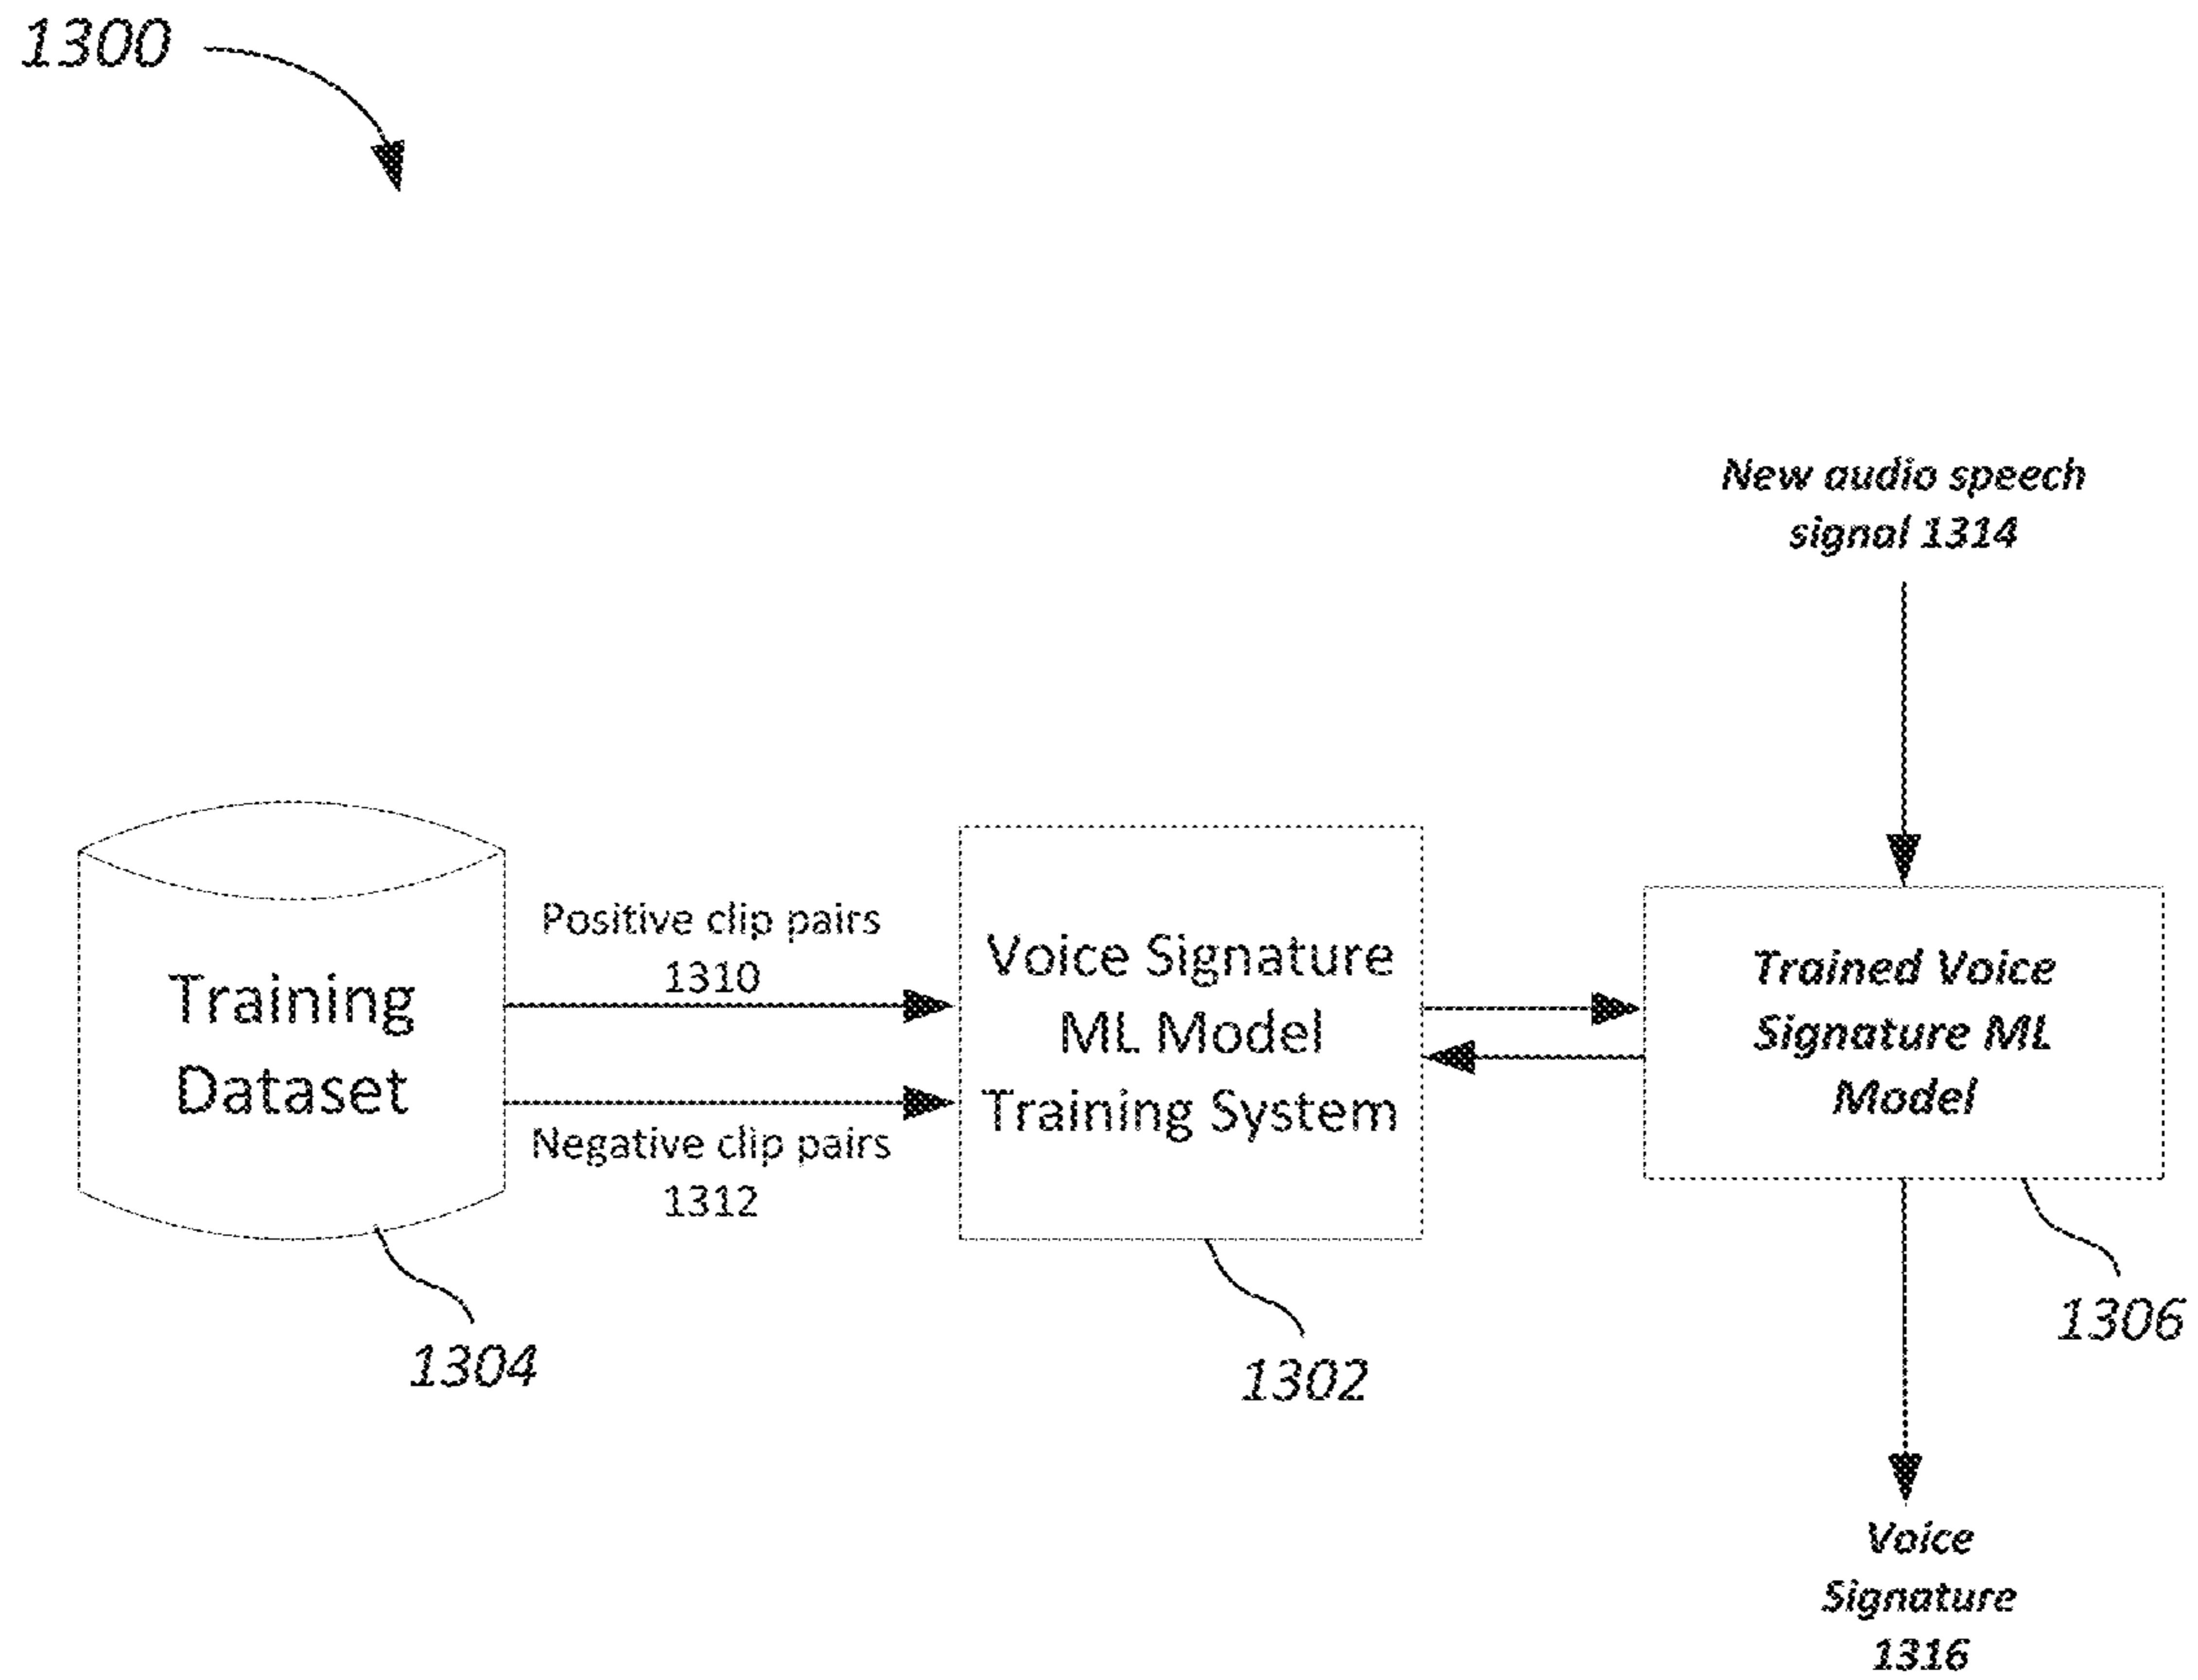 1300
New audio speech
signal 1314
Positive clip pairs
1310
Training
Dataset
Negative clip pairs
1312
Voice Signature
ML Model
Training System
Trained Voice
Signature ML
Model
1304
1302
1306
Voice
Signature
1316